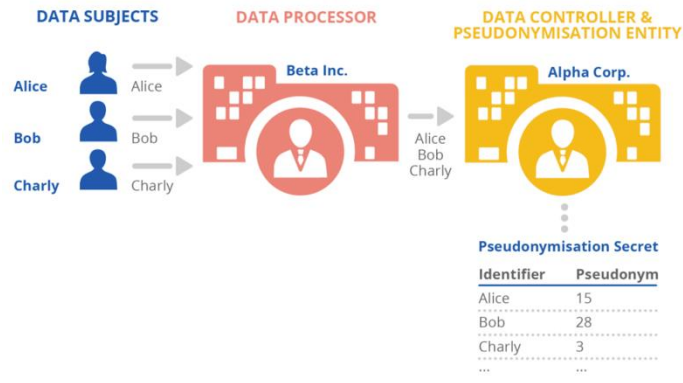 DATA SUBJECTS
DATA PROCESSOR
DATA CONTROLLER &
PSEUDONYMISATION ENTITY
Beta Inc.
Alpha Corp.
Alice
Alice
Bob
Bob
Charly
Charly
Alice
Bob
Charly
Pseudonymisation Secret
Identifier Pseudonym
Alice 15
Bob 28
Charly 3
... ...